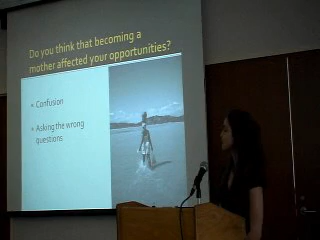 Do you think that becoming a
mother affected your opportunities?
Confusion
Asking the wrong
questions